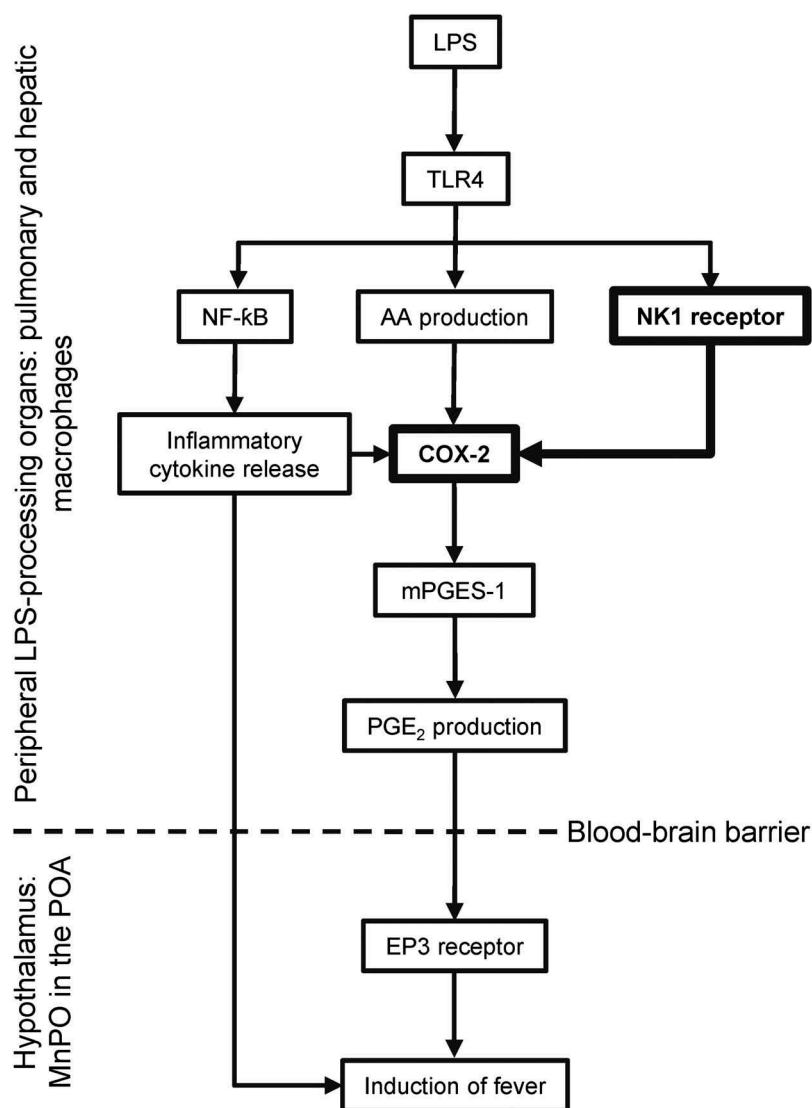 LPS
TLR4
NF-ƙB
AA production
NK1 receptor
Inflammatory
cytokine release
COX-2
mPGES-1
PGE₂ production
Blood-brain barrier
EP3 receptor
Induction of fever
Peripheral LPS-processing organs: pulmonary and hepatic
macrophages
Hypothalamus:
MnPO in the POA